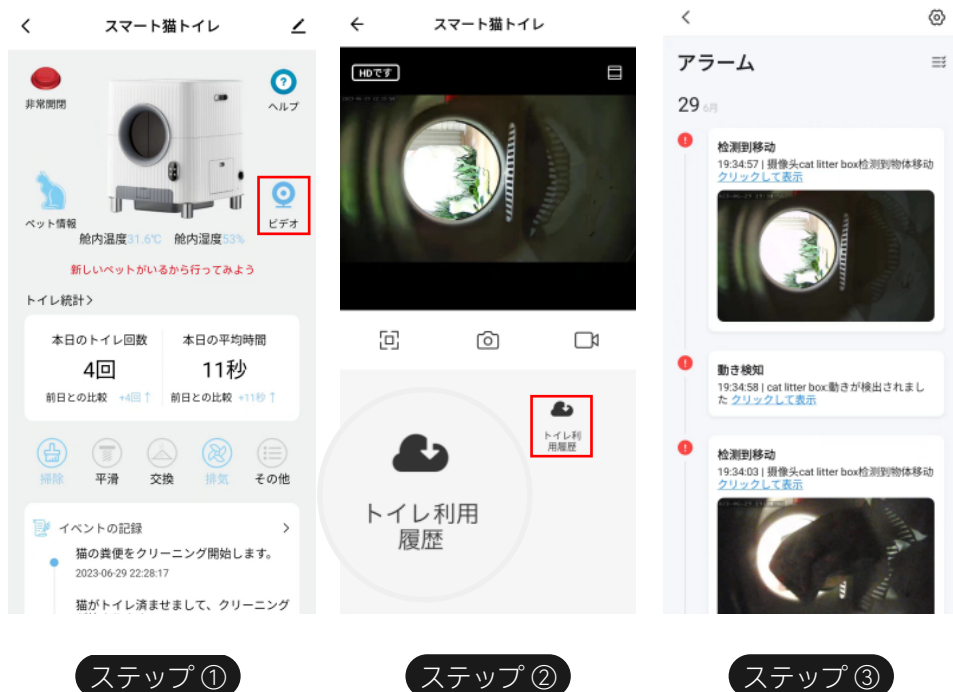 スマート猫トイレ
非常開閉
ヘルプ
ペット情報
ビデオ
舱内温度31.6℃ 舱内湿度53%
新しいペットがいるから行ってみよう
トイレ統計>
本日のトイレ回数 本日の平均時間
4回 11秒
前日との比較 +4回↑ 前日との比較 +11秒↑
掃除 平滑 交換 排気 その他
イベントの記録 >
猫の糞便をクリーニング開始します。
2023-06-29 22:28:17
猫がトイレ済ませまして、クリーニング
ステップ①
スマート猫トイレ
HDです
トイレ利
用履歴
トイレ利用
履歴
ステップ②
アラーム
29 6月
检测到移动
19:34:57 | 摄像头cat litter box检测到物体移动
クリックして表示
動き検知
19:34:58 | cat litter box:動きが検出されまし
た クリックして表示
检测到移动
19:34:03 | 摄像头cat litter box检测到物体移动
クリックして表示
ステップ③